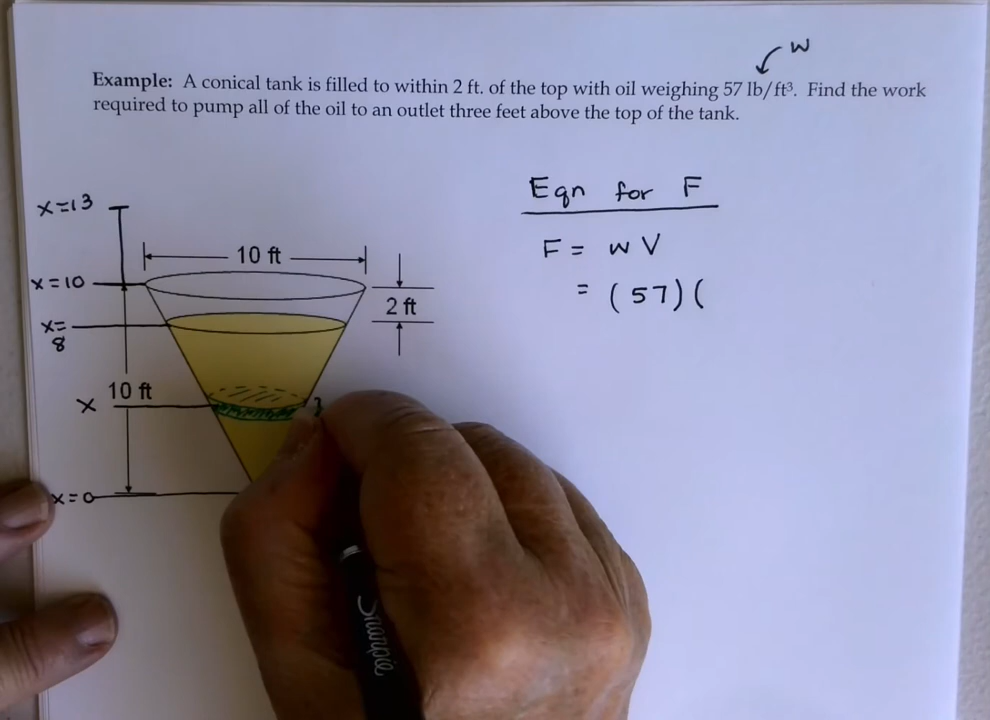 w
Example: A conical tank is filled to within 2 ft. of the top with oil weighing 57 lb/ft³. Find the work
required to pump all of the oil to an outlet three feet above the top of the tank.
Eqn for F
F = w V
= (57)(
x=13
10 ft
x=10
2 ft
x=
8
10 ft
x
x=0
Sharpie